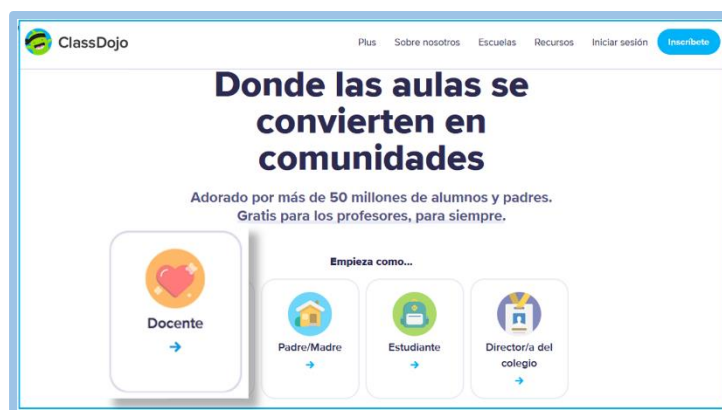 ClassDojo
Plus Sobre nosotros Escuelas Recursos Iniciar sesión Inscríbete
Donde las aulas se
convierten en
comunidades
Adorado por más de 50 millones de alumnos y padres.
Gratis para los profesores, para siempre.
Empieza como...
Docente
Padre/Madre
Estudiante
Director/a del
colegio